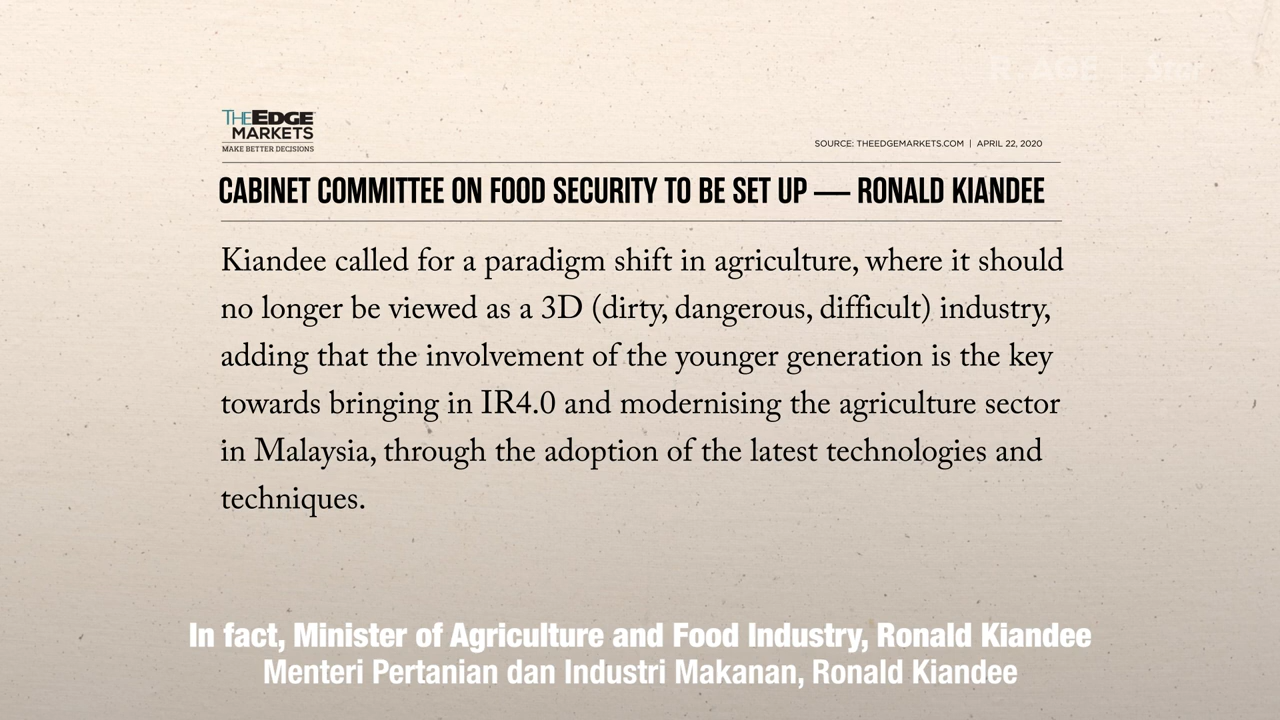 R.AGE | Star
THE EDGE
MARKETS
MAKE BETTER DECISIONS
SOURCE: THEEDGEMARKETS.COM | APRIL 22, 2020
CABINET COMMITTEE ON FOOD SECURITY TO BE SET UP — RONALD KIANDEE
Kiandee called for a paradigm shift in agriculture, where it should
no longer be viewed as a 3D (dirty, dangerous, difficult) industry,
adding that the involvement of the younger generation is the key
towards bringing in IR4.0 and modernising the agriculture sector
in Malaysia, through the adoption of the latest technologies and
techniques.
In fact, Minister of Agriculture and Food Industry, Ronald Kiandee
Menteri Pertanian dan Industri Makanan, Ronald Kiandee